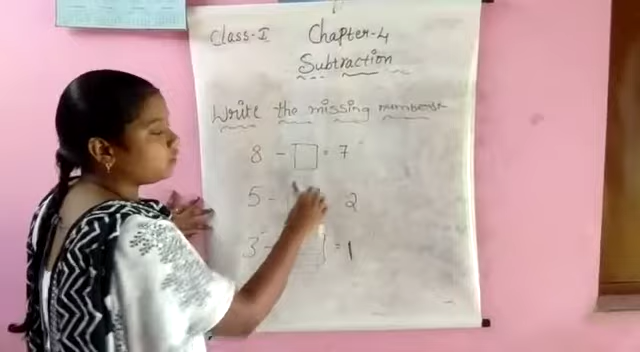 Class-I Chapter-4
Subtraction
Write the missing numbers
8 - □ = 7
5 - 2
3 - = 1